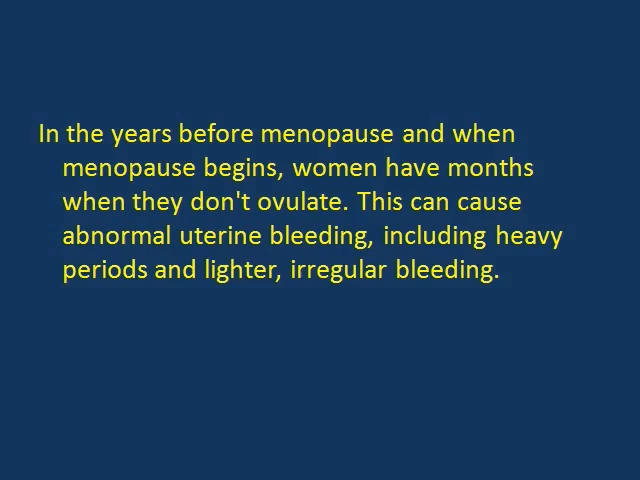 In the years before menopause and when
menopause begins, women have months
when they don't ovulate. This can cause
abnormal uterine bleeding, including heavy
periods and lighter, irregular bleeding.